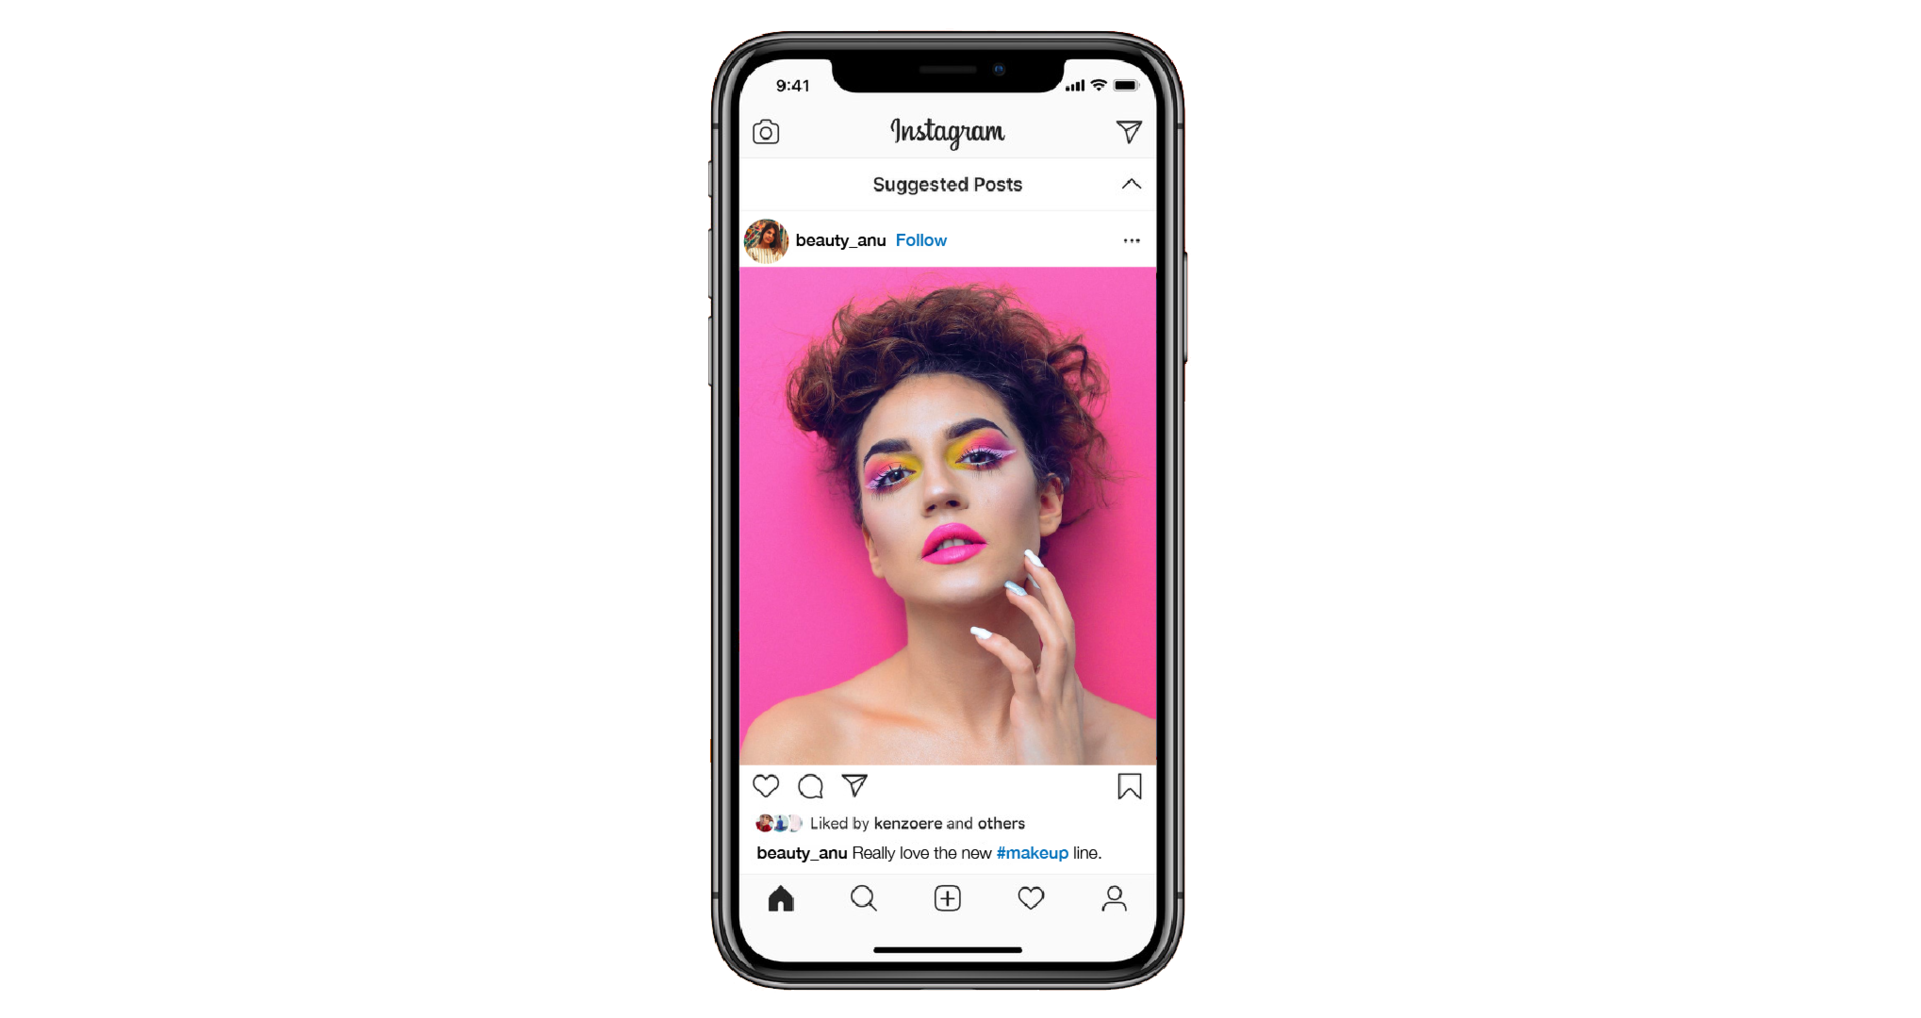 9:41
Instagram
Suggested Posts
beauty_anu Follow
Liked by kenzoere and others
beauty_anu Really love the new #makeup line.